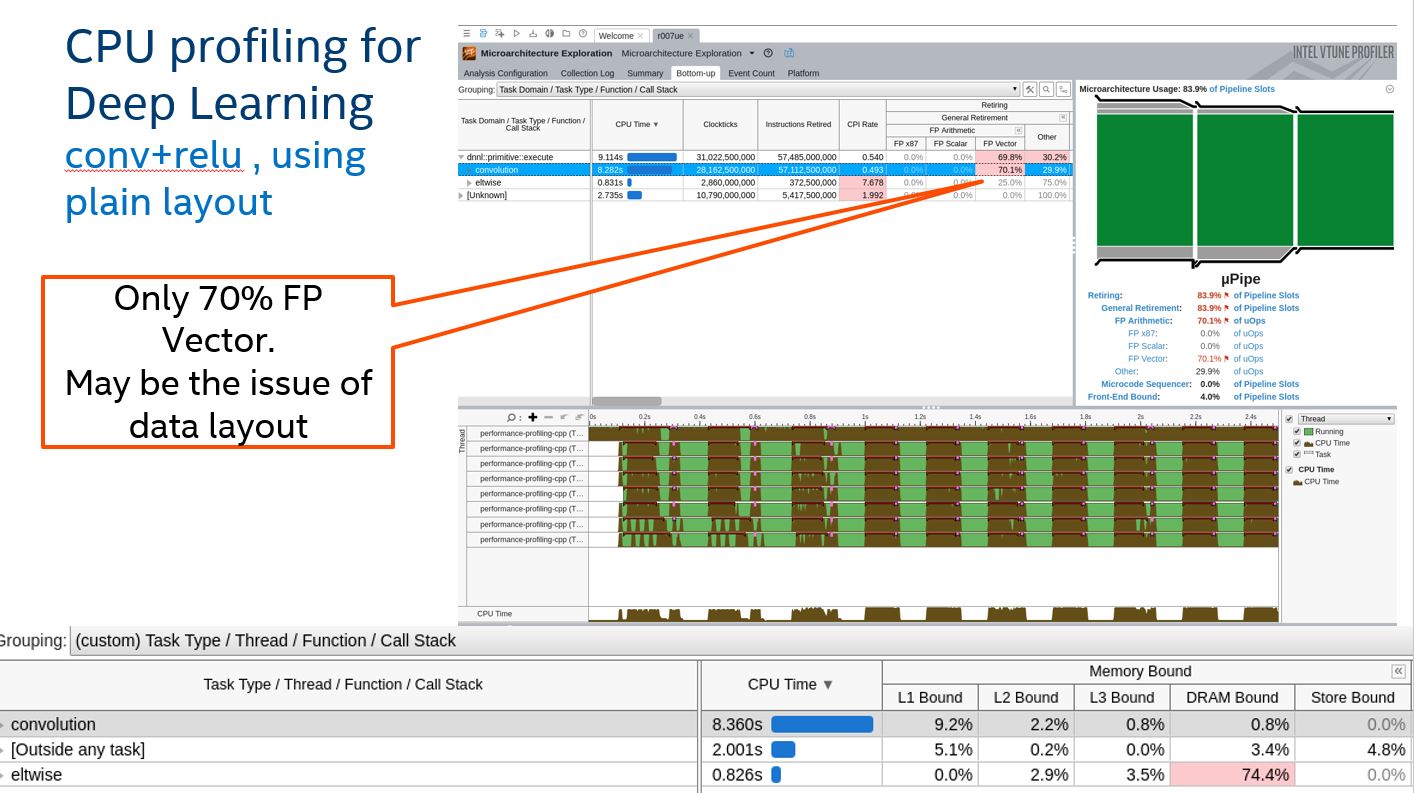 CPU profiling for
Deep Learning
conv+relu , using
plain layout
Only 70% FP
Vector.
May be the issue of
data layout
Welcome
r007ue
Microarchitecture Exploration Microarchitecture Exploration
INTEL VTUNE PROFILER
Analysis Configuration Collection Log Summary Bottom-up Event Count Platform
Grouping: Task Domain / Task Type / Function / Call Stack
Task Domain / Task Type / Function /
Call Stack
CPU Time Clockticks Instructions Retired CPI Rate
Retiring
General Retirement
FP Arithmetic
FP x87 FP Scalar FP Vector Other
dnnl::primitive::execute 9.114s 31,022,500,000 57,485,000,000 0.540 0.0% 0.0% 69.8% 30.2%
convolution 8.282s 28,162,500,000 57,112,500,000 0.493 0.0% 0.0% 70.1% 29.9%
eltwise 0.831s 2,860,000,000 372,500,000 7.678 0.0% 0.0% 25.0% 75.0%
[Unknown] 2.735s 10,790,000,000 5,417,500,000 1.992 0.0% 0.0% 0.0% 100.0%
Microarchitecture Usage: 83.9% of Pipeline Slots
µPipe
Retiring: 83.9% of Pipeline Slots
General Retirement: 83.9% of Pipeline Slots
FP Arithmetic: 70.1% of uOps
FP x87: 0.0% of uOps
FP Scalar: 0.0% of uOps
FP Vector: 70.1% of uOps
Other: 29.9% of uOps
Microcode Sequencer: 0.0% of Pipeline Slots
Front-End Bound: 4.0% of Pipeline Slots
0s 0.2s 0.4s 0.6s 0.8s 1s 1.2s 1.4s 1.6s 1.8s 2s 2.2s 2.4s
Thread
performance-profiling-cpp (T...
performance-profiling-cpp (T...
performance-profiling-cpp (T...
performance-profiling-cpp (T...
performance-profiling-cpp (T...
performance-profiling-cpp (T...
performance-profiling-cpp (T...
performance-profiling-cpp (T...
CPU Time
Thread
Running
CPU Time
Task
CPU Time
CPU Time
Grouping: (custom) Task Type / Thread / Function / Call Stack
Task Type / Thread / Function / Call Stack CPU Time
Memory Bound
L1 Bound L2 Bound L3 Bound DRAM Bound Store Bound
convolution 8.360s 9.2% 2.2% 0.8% 0.8% 0.0%
[Outside any task] 2.001s 5.1% 0.2% 0.0% 3.4% 4.8%
eltwise 0.826s 0.0% 2.9% 3.5% 74.4% 0.0%